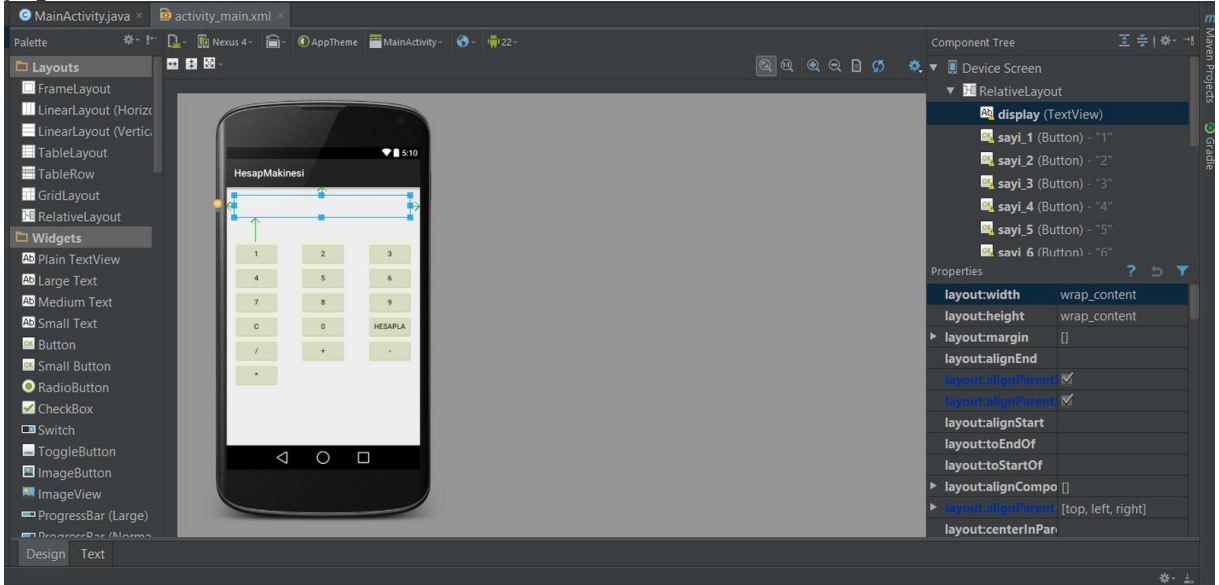 MainActivity.java
activity_main.xml
Palette
Nexus 4
AppTheme
MainActivity
22
Component Tree
Maven Projects
Gradle
Layouts
FrameLayout
LinearLayout (Horizo
LinearLayout (Vertic
TableLayout
TableRow
GridLayout
RelativeLayout
Widgets
Plain TextView
Large Text
Medium Text
Small Text
Button
Small Button
RadioButton
CheckBox
Switch
ToggleButton
ImageButton
ImageView
ProgressBar (Large)
ProgressBar (Norma
5:10
HesapMakinesi
1 2 3
4 5 6
7 8 9
C 0 HESAPLA
/ + -
*
Device Screen
RelativeLayout
display (TextView)
sayi_1 (Button) - "1"
sayi_2 (Button) - "2"
sayi_3 (Button) - "3"
sayi_4 (Button) - "4"
sayi_5 (Button) - "5"
sayi_6 (Button) - "6"
Properties
?
layout:width wrap_content
layout:height wrap_content
layout:margin []
layout:alignEnd
layout:alignParent
layout:alignParent
layout:alignStart
layout:toEndOf
layout:toStartOf
layout:alignCompo []
layout:alignParent [top, left, right]
layout:centerInPar
Design Text